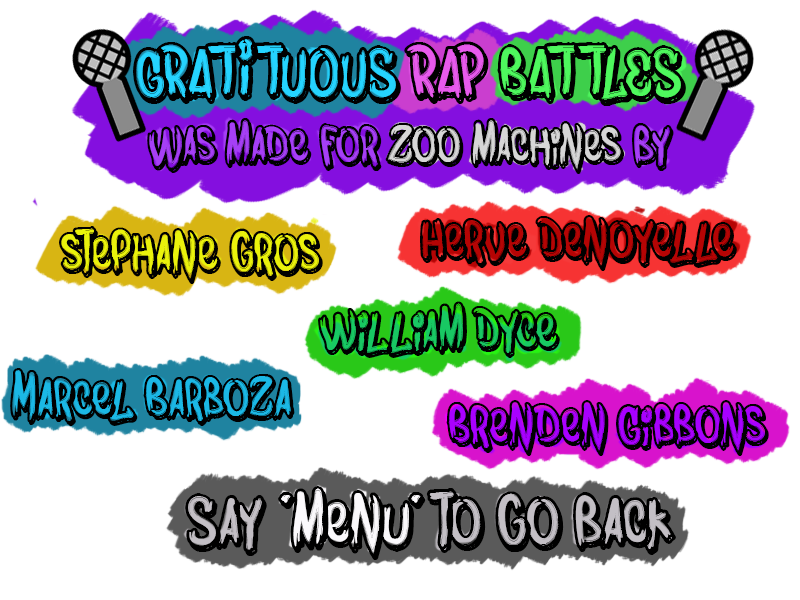 GRATiTUOUS RAP BATTLES
WAS MADE FOR ZOO MACHiNES BY
STEPHANE GROS
HERVE DENOYELLE
WiLLiAM DYCE
MARCEL BARBOZA
BRENDEN GiBBONS
SAY "MENU" TO GO BACK